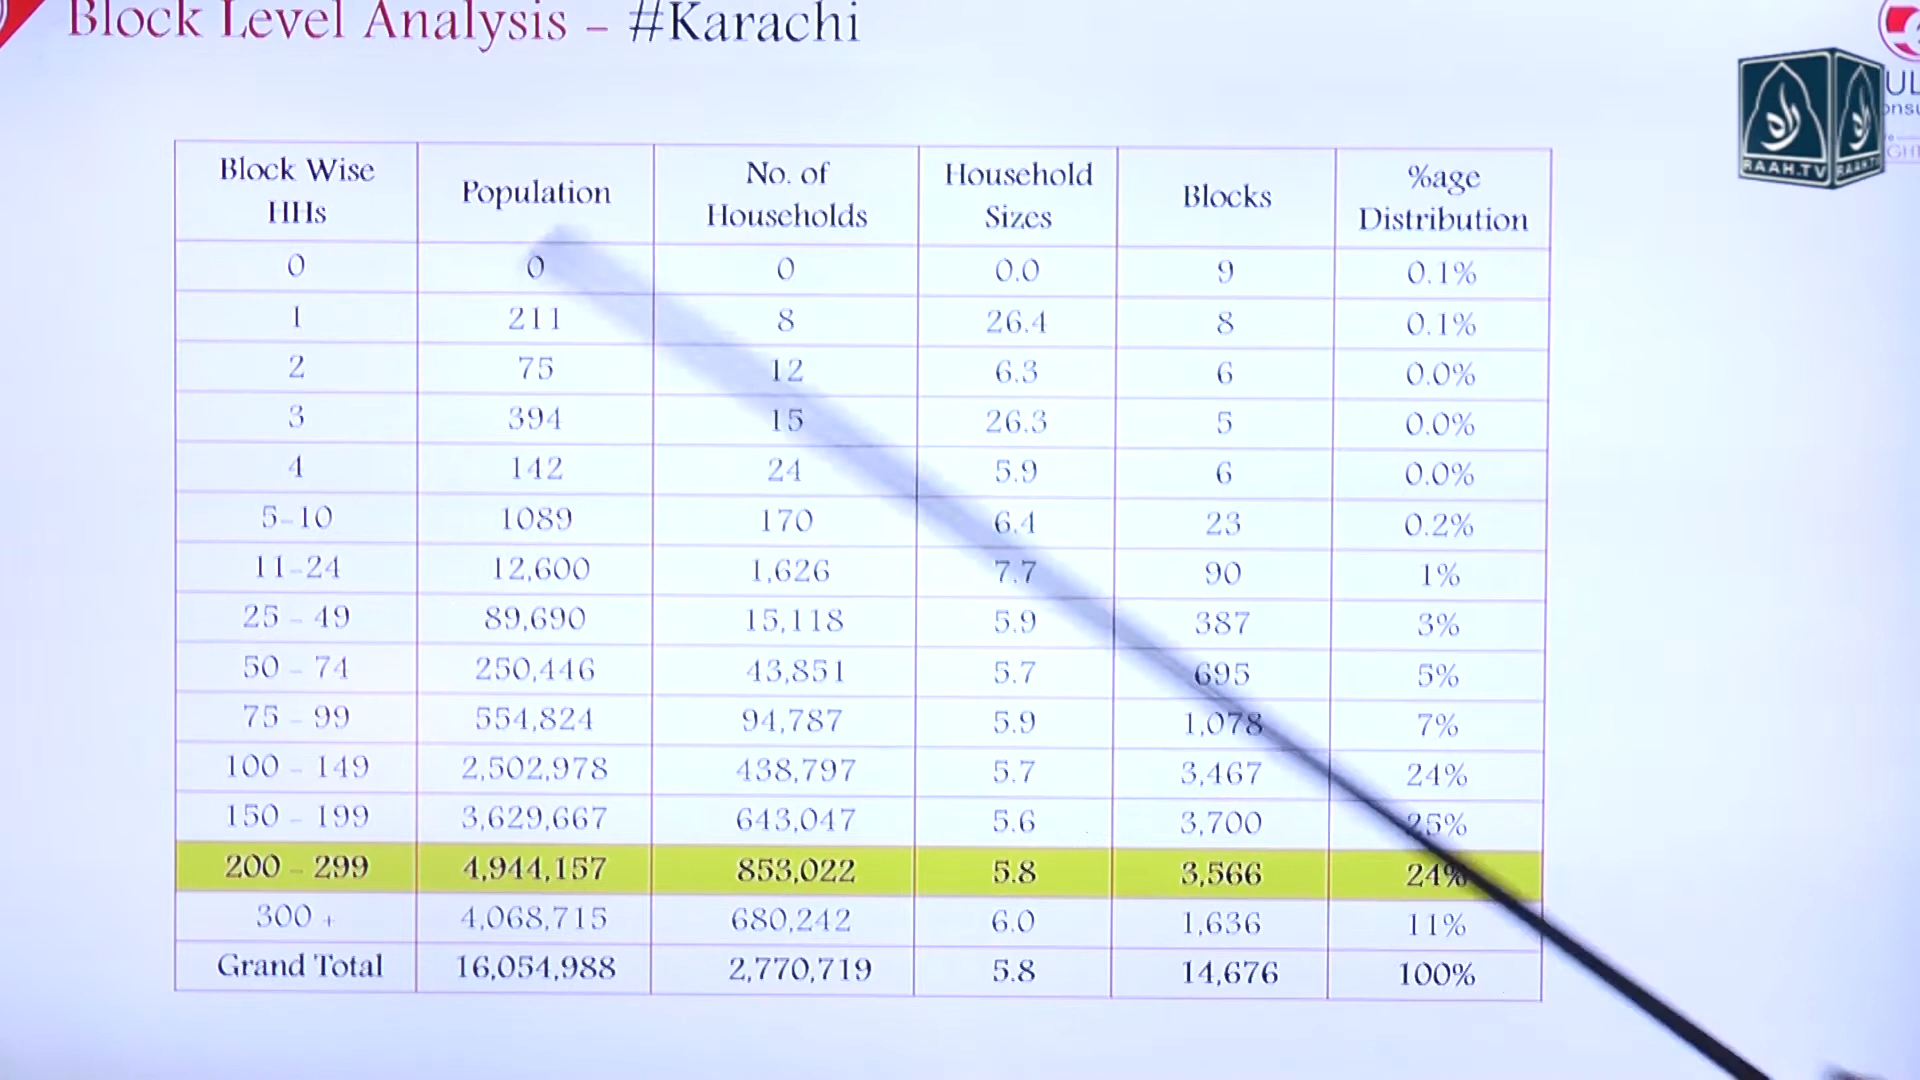 Block Level Analysis – #Karachi
Block Wise HHs | Population | No. of Households | Household Sizes | Blocks | %age Distribution
0 | 0 | 0 | 0.0 | 9 | 0.1%
1 | 211 | 8 | 26.4 | 8 | 0.1%
2 | 75 | 12 | 6.3 | 6 | 0.0%
3 | 394 | 15 | 26.3 | 5 | 0.0%
4 | 142 | 24 | 5.9 | 6 | 0.0%
5-10 | 1089 | 170 | 6.4 | 23 | 0.2%
11-24 | 12,600 | 1,626 | 7.7 | 90 | 1%
25 - 49 | 89,690 | 15,118 | 5.9 | 387 | 3%
50 - 74 | 250,446 | 43,851 | 5.7 | 695 | 5%
75 - 99 | 554,824 | 94,787 | 5.9 | 1,078 | 7%
100 - 149 | 2,502,978 | 438,797 | 5.7 | 3,467 | 24%
150 - 199 | 3,629,667 | 643,047 | 5.6 | 3,700 | 25%
200 - 299 | 4,944,157 | 853,022 | 5.8 | 3,566 | 24%
300 + | 4,068,715 | 680,242 | 6.0 | 1,636 | 11%
Grand Total | 16,054,988 | 2,770,719 | 5.8 | 14,676 | 100%
راہ
RAAH.TV
راہ
RAAH.TV